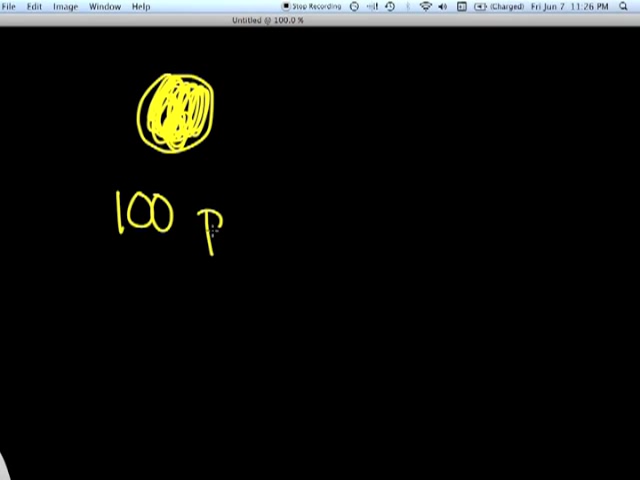 File Edit Image Window Help Stop Recording (Charged) Fri Jun 7 11:26 PM
Untitled @ 100.0 %
100 P